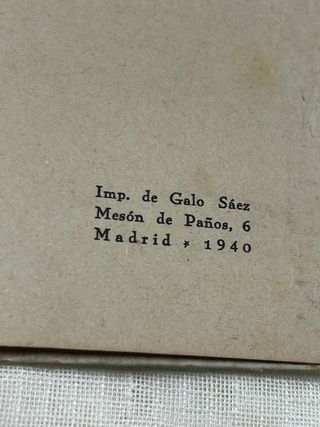 Imp. de Galo Sáez
Mesón de Paños, 6
Madrid * 1940